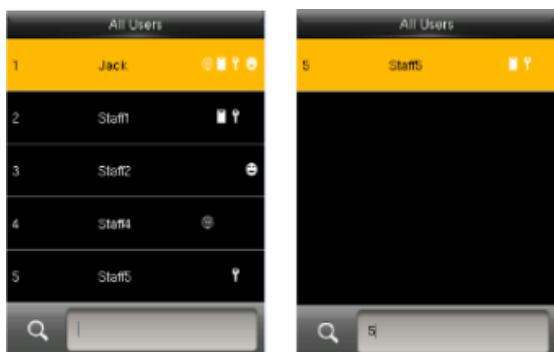 All Users
1 Jack
2 Staff1
3 Staff2
4 Staff4
5 Staff5
All Users
5 Staff5
5